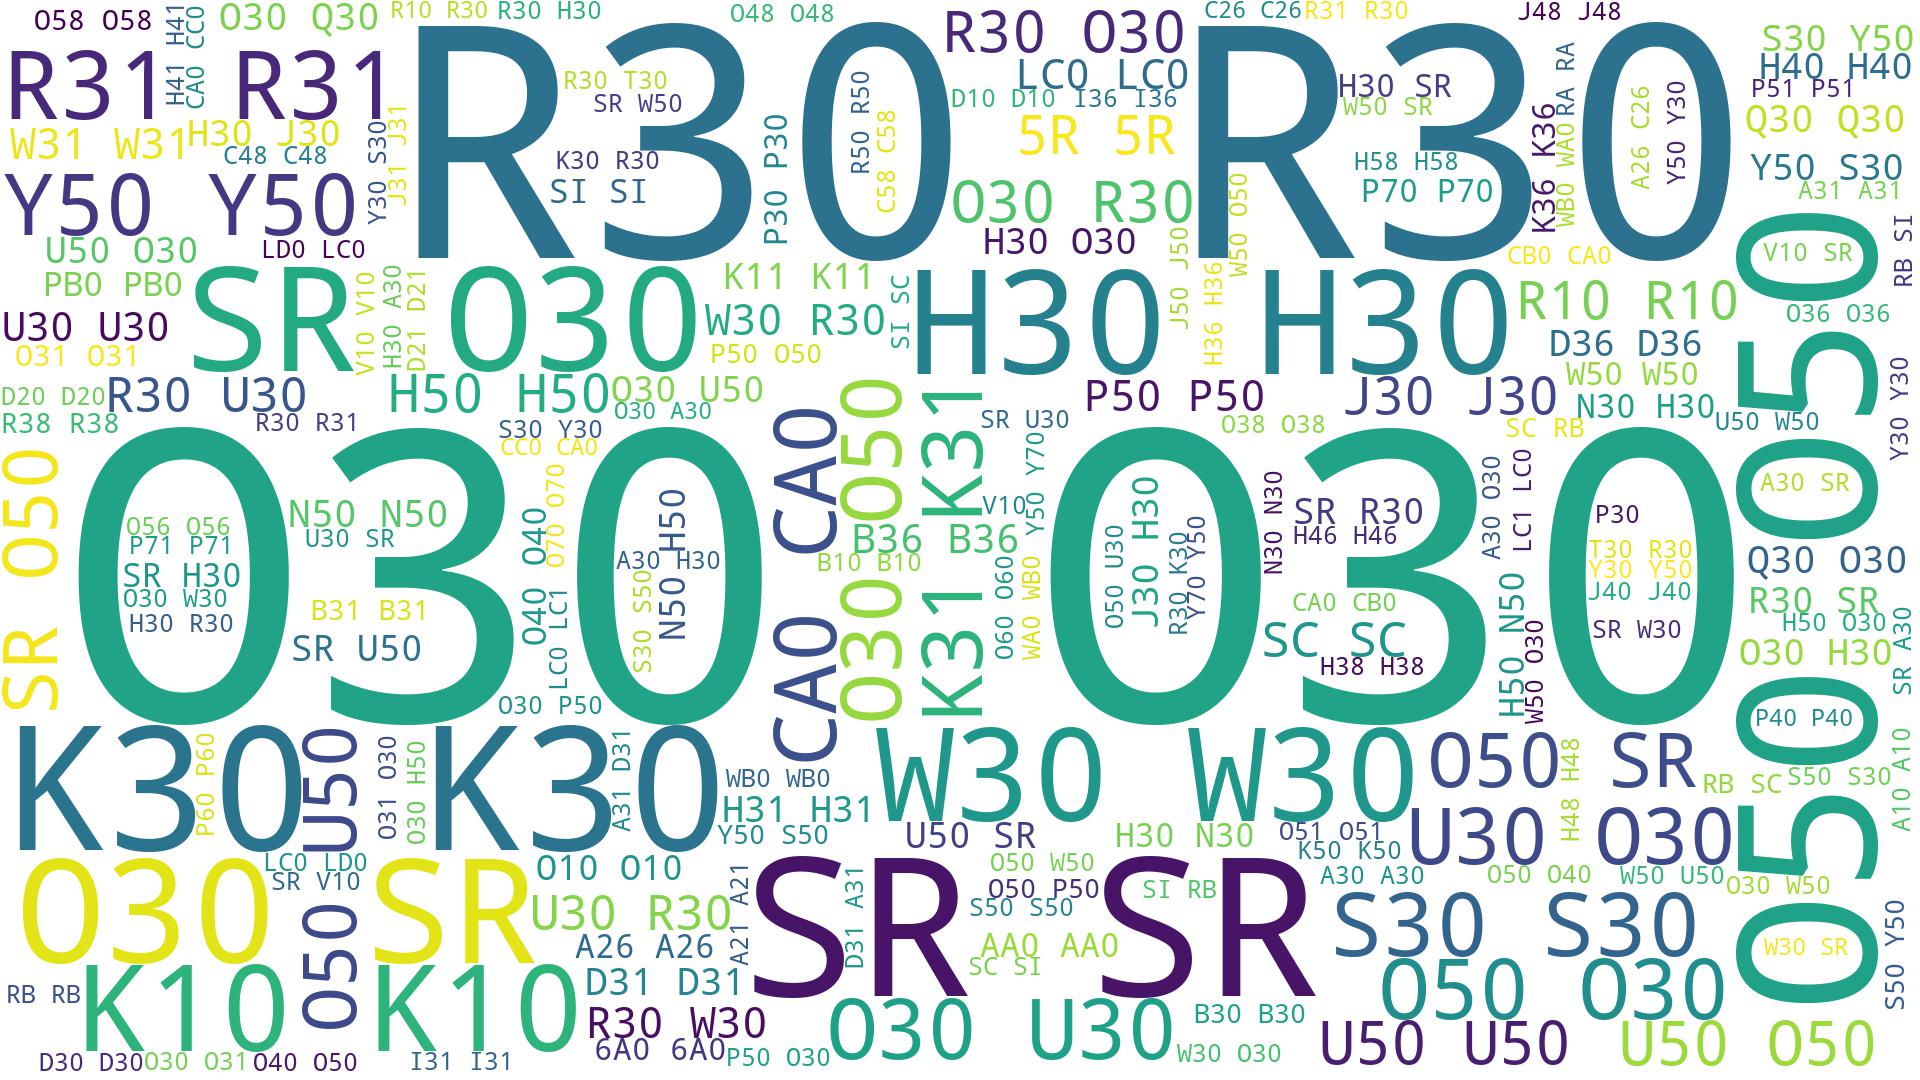 O58 O58
H41 H41
CA0 CC0
O30 Q30
R10 R30
R30 H30
O48 O48
R30 O30
C26 C26
R31 R30
J48 J48
S30 Y50
R31 R31
R30 R30
R30 T30
SR W50
R50 R50
LC0 LC0
H30 SR
W50 SR
RA RA
A26 C26
Y50 Y30
H40 H40
P51 P51
D10 D10
I36 I36
Q30 Q30
W31 W31
H30 J30
J31 J31
C48 C48
Y30 S30
K30 R30
SI SI
P30 P30
C58 C58
5R 5R
K36 K36
WB0 WA0
H58 H58
P70 P70
Y50 S30
A31 A31
Y50 Y50
O30 R30
W50 O50
U50 O30
LD0 LC0
H30 O30
J50 J50
CB0 CA0
V10 SR
RB SI
PB0 PB0
SR O30
V10 V10
H30 A30
D21 D21
K11 K11
SI SC
H30 H30
H36 H36
R10 R10
O50 O50
O36 O36
U30 U30
W30 R30
O31 O31
P50 O50
D36 D36
W50 W50
Y30 Y30
D20 D20
R30 U30
H50 H50
O30 U50
P50 P50
J30 J30
N30 H30
R38 R38
R30 R31
O30 A30
CA0 CA0
O30 O50
K31 K31
SR U30
O38 O38
SC RB
U50 W50
S30 Y30
CC0 CA0
SR O50
O30 O30
O56 O56
P71 P71
SR H30
O30 W30
H30 R30
N50 N50
U30 SR
B31 B31
SR U50
O70 O70
O40 O40
LC0 LC1
A30 H30
N50 H50
S30 S50
Y50 Y70
V10
B36 B36
B10 B10
O60 O60
WA0 WB0
O50 U30
J30 H30
R30 K30
Y70 Y50
N30 N30
SR R30
H46 H46
CA0 CB0
SC SC
H38 H38
A30 O30
LC1 LC0
H50 N50
W50 O30
P30
T30 R30
Y30 Y50
J40 J40
SR W30
A30 SR
Q30 O30
R30 SR
H50 O30
O30 H30
SR A30
O30 P50
K30 K30
P60 P60
O50 U50
O31 O30
O30 H50
A31 D31
WB0 WB0
H31 H31
Y50 S50
W30 W30
O50 SR
H48 H48
P40 P40
RB SC
S50 S30
A10 A10
U50 SR
H30 N30
O51 O51
K50 K50
U30 O30
O30 SR
LC0 LD0
SR V10
O10 O10
A21 A21
D31 A31
SR SR
O50 W50
O50 P50
S50 S50
SI RB
A30 A30
O50 O40
W50 U50
O30 W50
U30 R30
A26 A26
AA0 AA0
SC SI
S30 S30
W30 SR
S50 Y50
RB RB
K10 K10
D31 D31
O50 O30
R30 W30
O30 U30
B30 B30
6A0 6A0
P50 O30
W30 O30
U50 U50
U50 O50
D30 D30
O30 O31
O40 O50
I31 I31